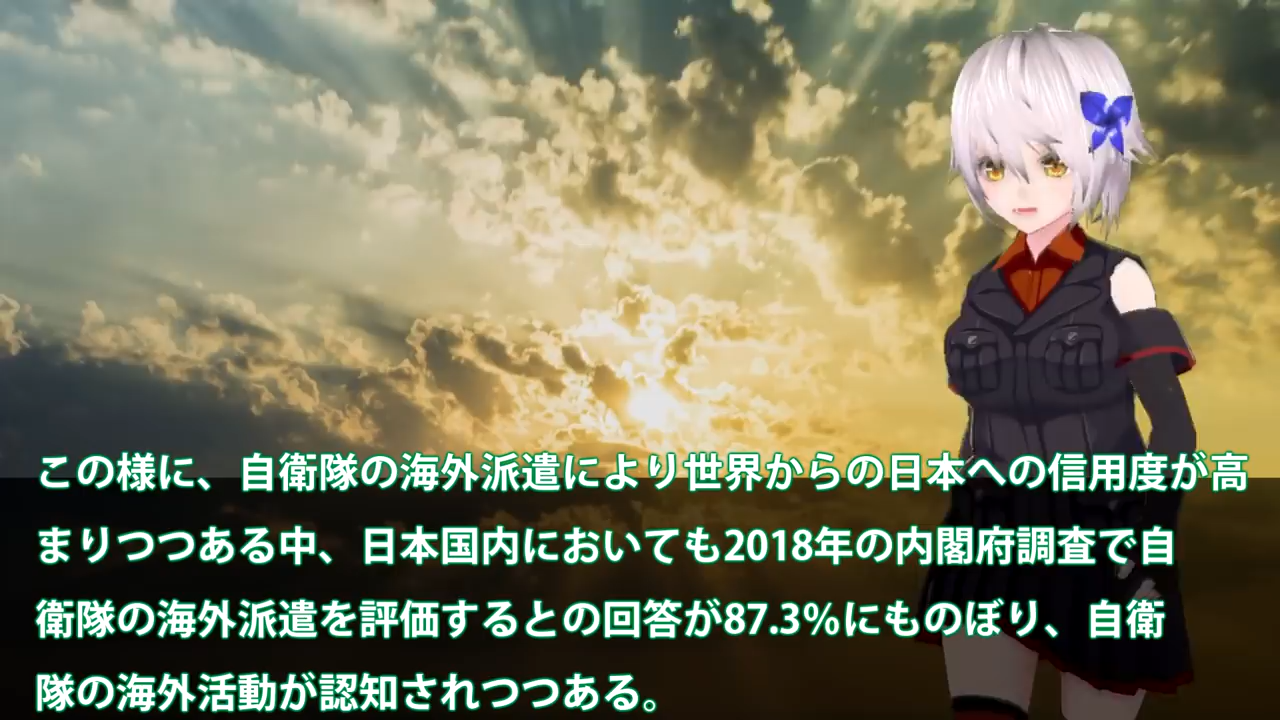 この様に、自衛隊の海外派遣により世界からの日本への信用度が高
まりつつある中、日本国内においても2018年の内閣府調査で自
衛隊の海外派遣を評価するとの回答が87.3%にものぼり、自衛
隊の海外活動が認知されつつある。